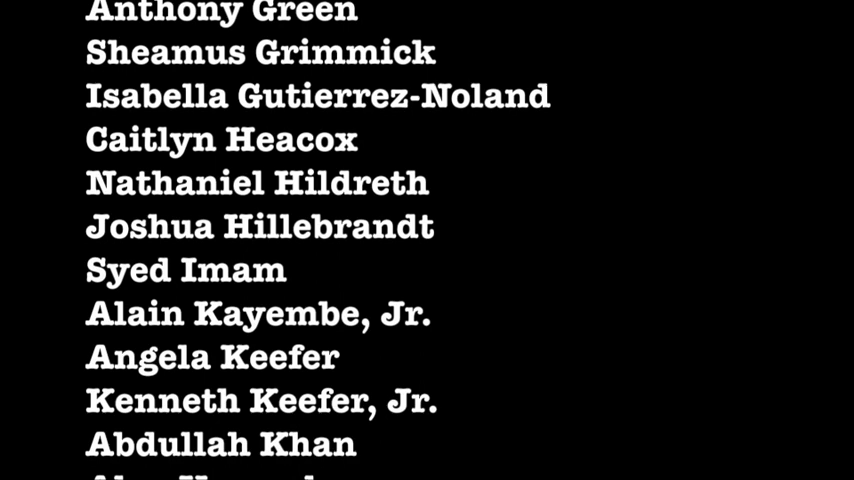 Anthony Green
Sheamus Grimmick
Isabella Gutierrez-Noland
Caitlyn Heacox
Nathaniel Hildreth
Joshua Hillebrandt
Syed Imam
Alain Kayembe, Jr.
Angela Keefer
Kenneth Keefer, Jr.
Abdullah Khan